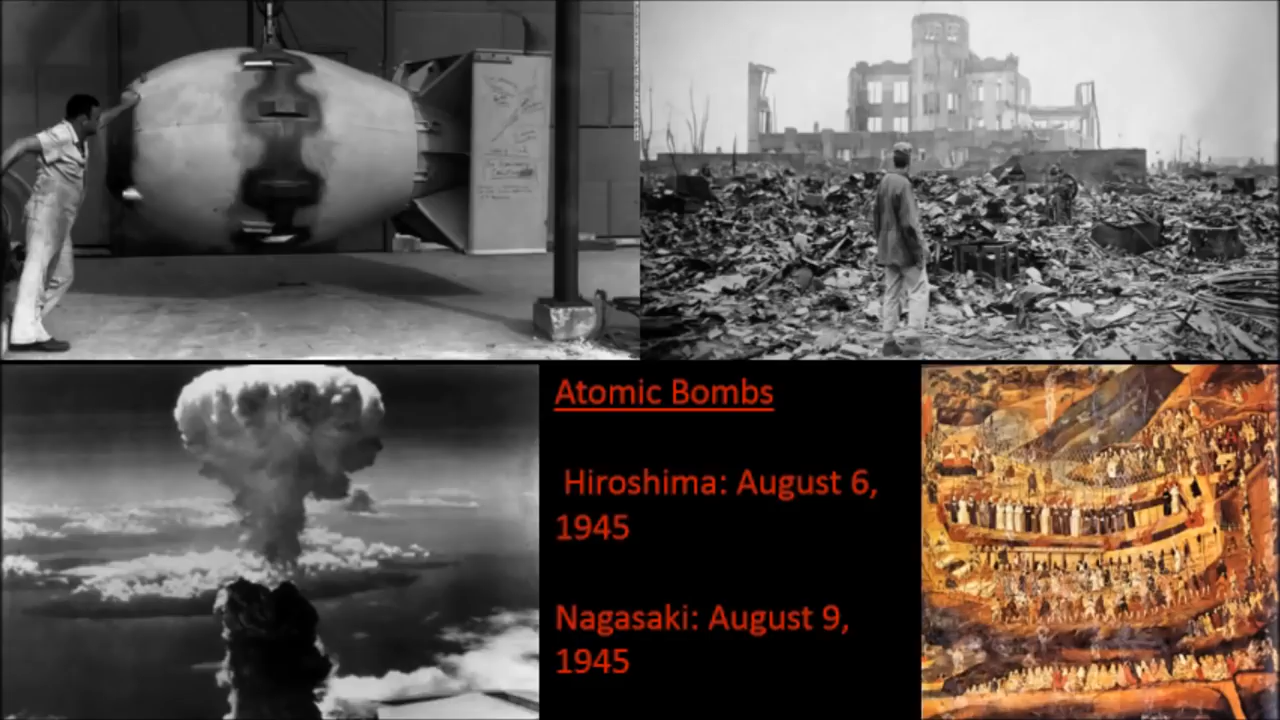 Atomic Bombs
Hiroshima: August 6,
1945
Nagasaki: August 9,
1945